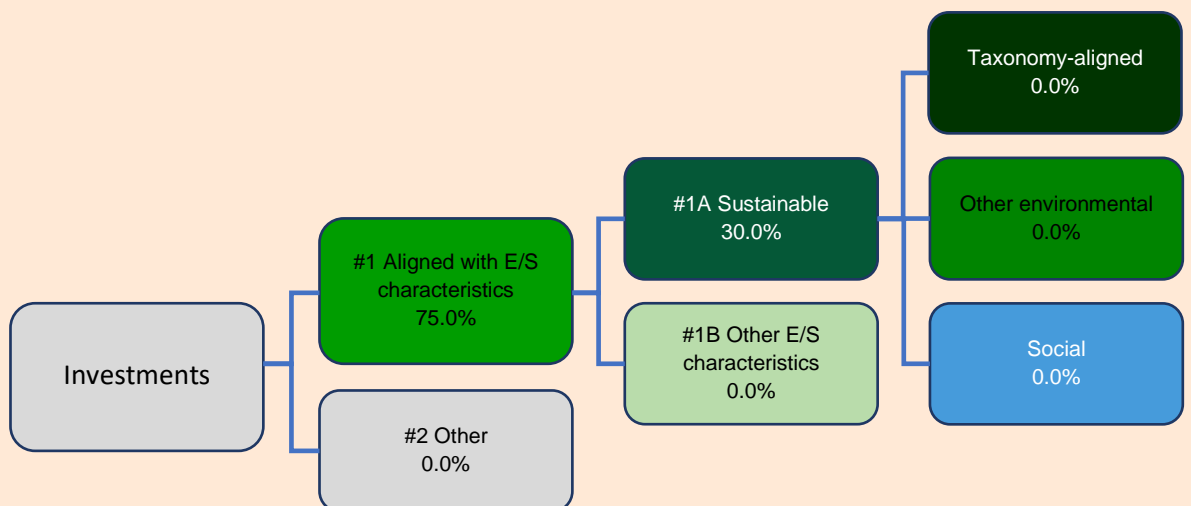 Investments
#1 Aligned with E/S
characteristics
75.0%
#2 Other
0.0%
#1A Sustainable
30.0%
#1B Other E/S
characteristics
0.0%
Taxonomy-aligned
0.0%
Other environmental
0.0%
Social
0.0%